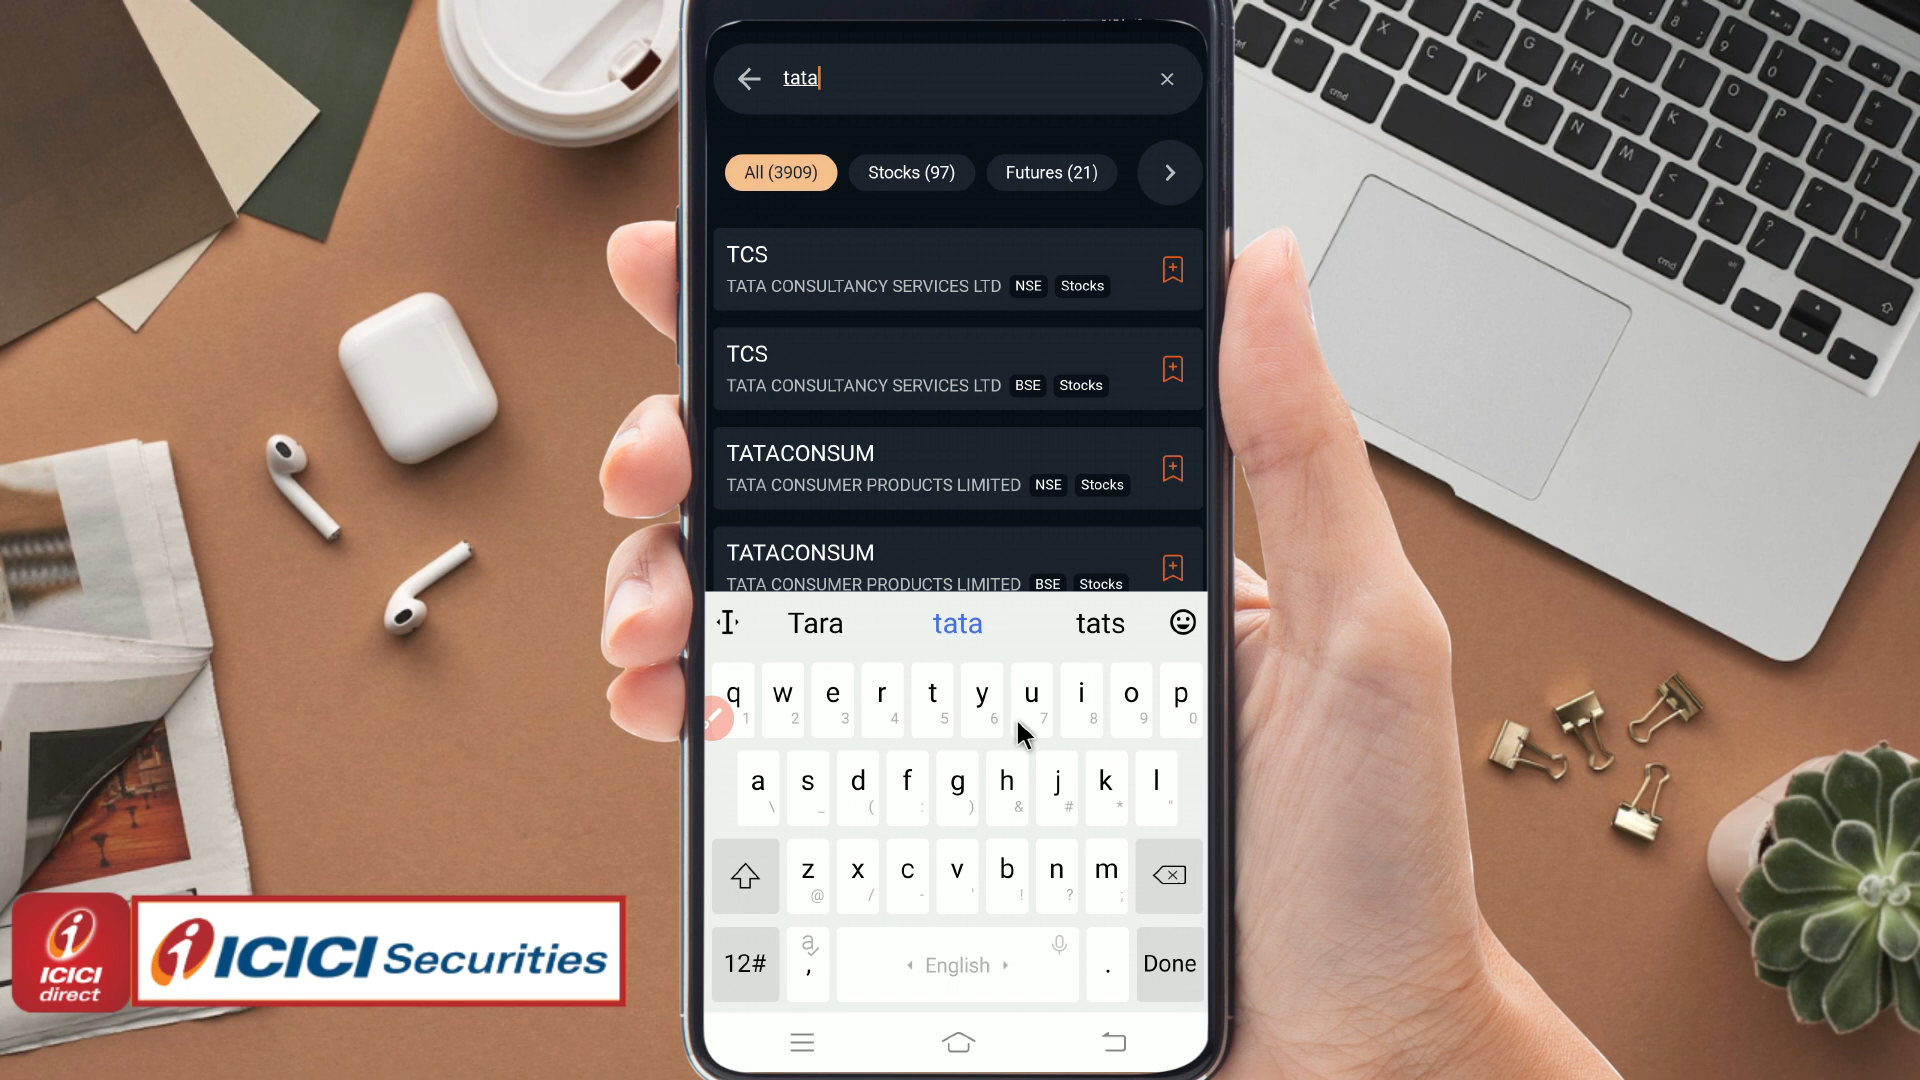 tata
All (3909) Stocks (97) Futures (21)
TCS
TATA CONSULTANCY SERVICES LTD NSE Stocks
TCS
TATA CONSULTANCY SERVICES LTD BSE Stocks
TATACONSUM
TATA CONSUMER PRODUCTS LIMITED NSE Stocks
TATACONSUM
TATA CONSUMER PRODUCTS LIMITED BSE Stocks
Tara tata tats
q w e r t y u i o p
1 2 3 4 5 6 7 8 9 0
a s d f g h j k l
\ _ ( : ) & # * "
z x c v b n m
@ / - ' ! ? ;
12# , English . Done
ICICI
direct
ICICI Securities